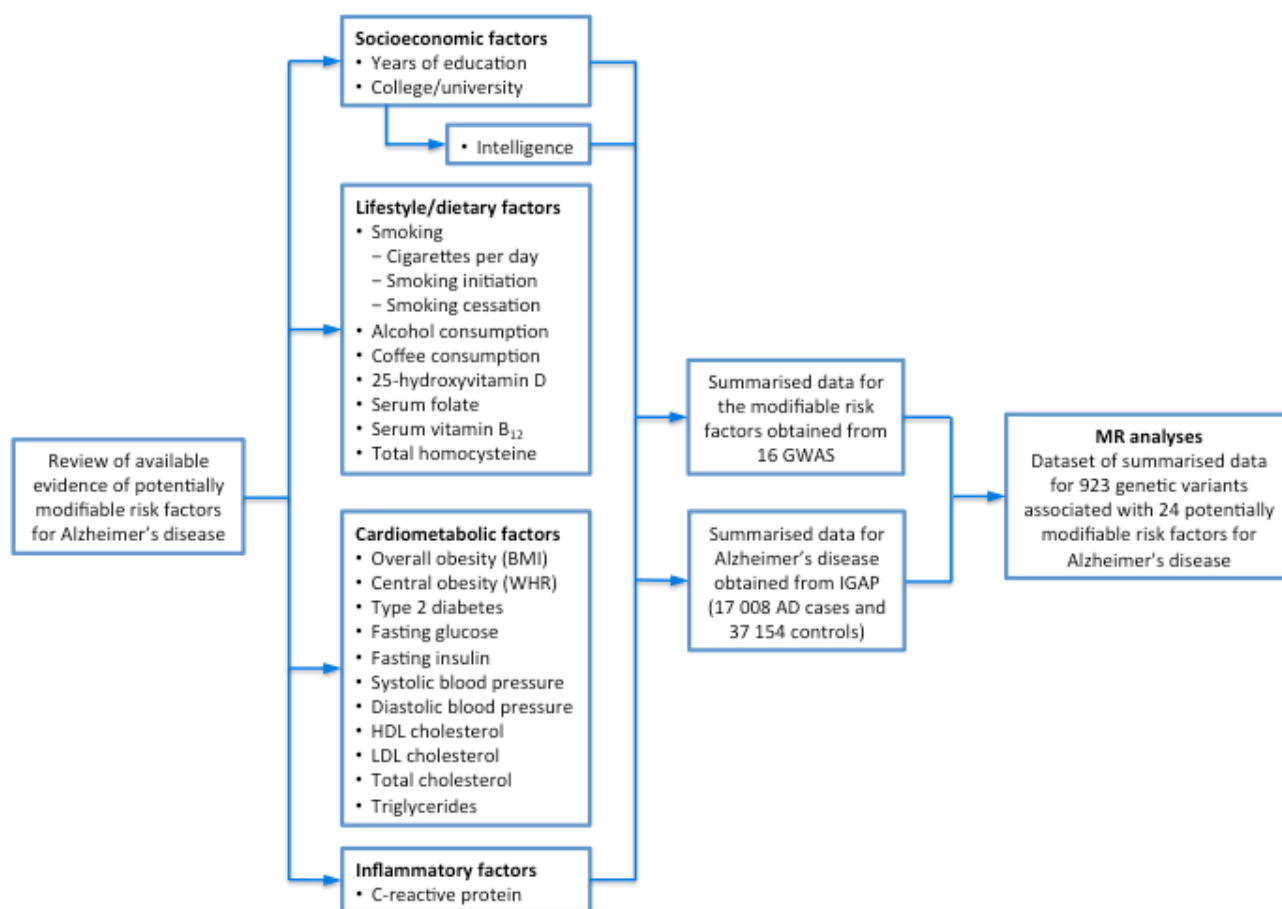 Review of available
evidence of potentially
modifiable risk factors
for Alzheimer's disease
Socioeconomic factors
• Years of education
• College/university
• Intelligence
Lifestyle/dietary factors
• Smoking
– Cigarettes per day
– Smoking initiation
– Smoking cessation
• Alcohol consumption
• Coffee consumption
• 25-hydroxyvitamin D
• Serum folate
• Serum vitamin B₁₂
• Total homocysteine
Cardiometabolic factors
• Overall obesity (BMI)
• Central obesity (WHR)
• Type 2 diabetes
• Fasting glucose
• Fasting insulin
• Systolic blood pressure
• Diastolic blood pressure
• HDL cholesterol
• LDL cholesterol
• Total cholesterol
• Triglycerides
Inflammatory factors
• C-reactive protein
Summarised data for
the modifiable risk
factors obtained from
16 GWAS
Summarised data for
Alzheimer's disease
obtained from IGAP
(17 008 AD cases and
37 154 controls)
MR analyses
Dataset of summarised data
for 923 genetic variants
associated with 24 potentially
modifiable risk factors for
Alzheimer's disease